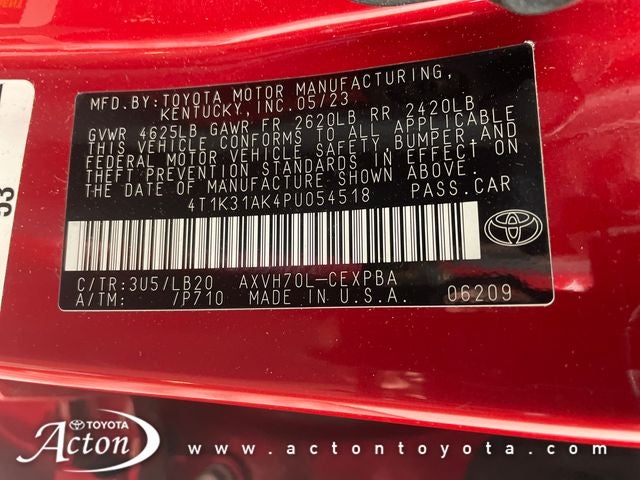 MFD. BY: TOYOTA MOTOR MANUFACTURING,
KENTUCKY, INC. 05/23
GVWR 4625LB GAWR FR 2620LB RR 2420LB
THIS VEHICLE CONFORMS TO ALL APPLICABLE
FEDERAL MOTOR VEHICLE SAFETY, BUMPER, AND
THEFT PREVENTION STANDARDS IN EFFECT ON
THE DATE OF MANUFACTURE SHOWN ABOVE.
4T1K31AK4PU054518 PASS. CAR
C/TR: 3U5/LB20 AXVH70L-CEXPBA
A/TM: /P710 MADE IN U.S.A. 06209
53
TOYOTA
Acton
www.actontoyota.com